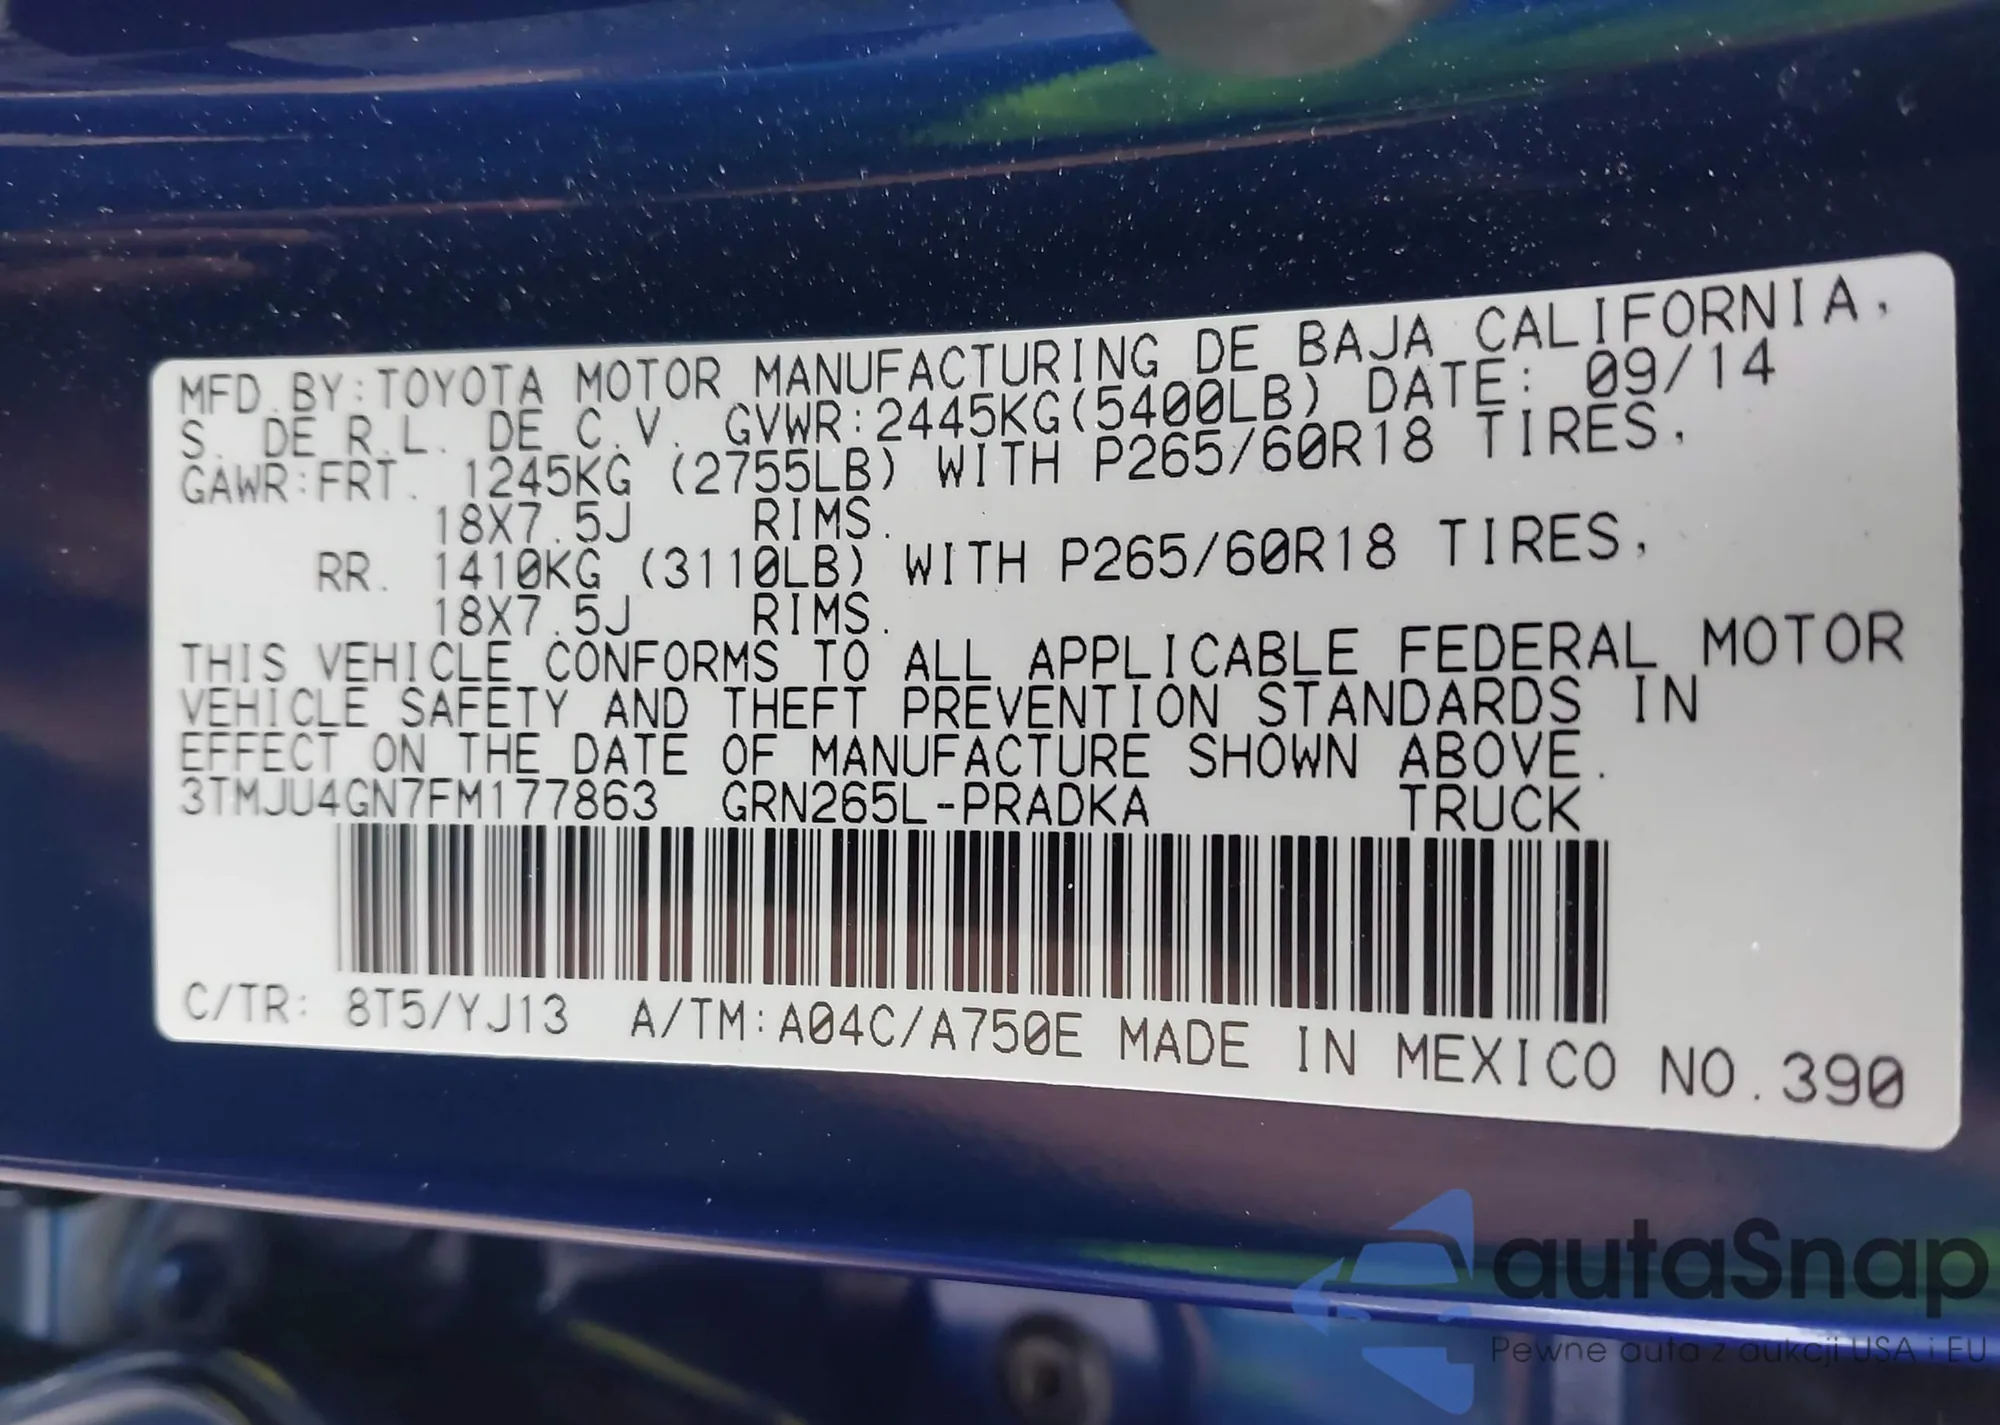 MFD.BY:TOYOTA MOTOR MANUFACTURING DE BAJA CALIFORNIA,
S. DE R.L. DE C.V. GVWR:2445KG(5400LB) DATE: 09/14
GAWR:FRT. 1245KG (2755LB) WITH P265/60R18 TIRES,
18X7.5J RIMS.
RR. 1410KG (3110LB) WITH P265/60R18 TIRES,
18X7.5J RIMS.
THIS VEHICLE CONFORMS TO ALL APPLICABLE FEDERAL MOTOR
VEHICLE SAFETY AND THEFT PREVENTION STANDARDS IN
EFFECT ON THE DATE OF MANUFACTURE SHOWN ABOVE.
3TMJU4GN7FM177863 GRN265L-PRADKA TRUCK
C/TR: 8T5/YJ13 A/TM:A04C/A750E MADE IN MEXICO NO.390
autaSnap
Pewne auta z aukcji USA i EU